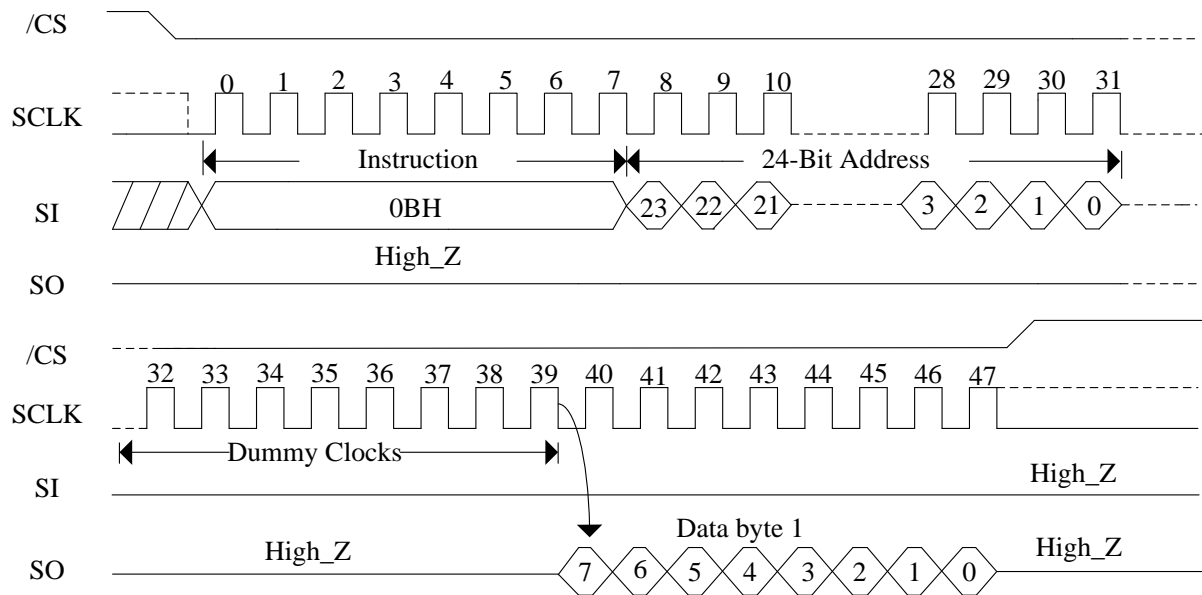 /CS
0 1 2 3 4 5 6 7 8 9 10 28 29 30 31
SCLK
Instruction 24-Bit Address
SI 0BH 23 22 21 3 2 1 0
High_Z
SO
/CS
32 33 34 35 36 37 38 39 40 41 42 43 44 45 46 47
SCLK
Dummy Clocks
SI High_Z
High_Z Data byte 1 High_Z
SO 7 6 5 4 3 2 1 0